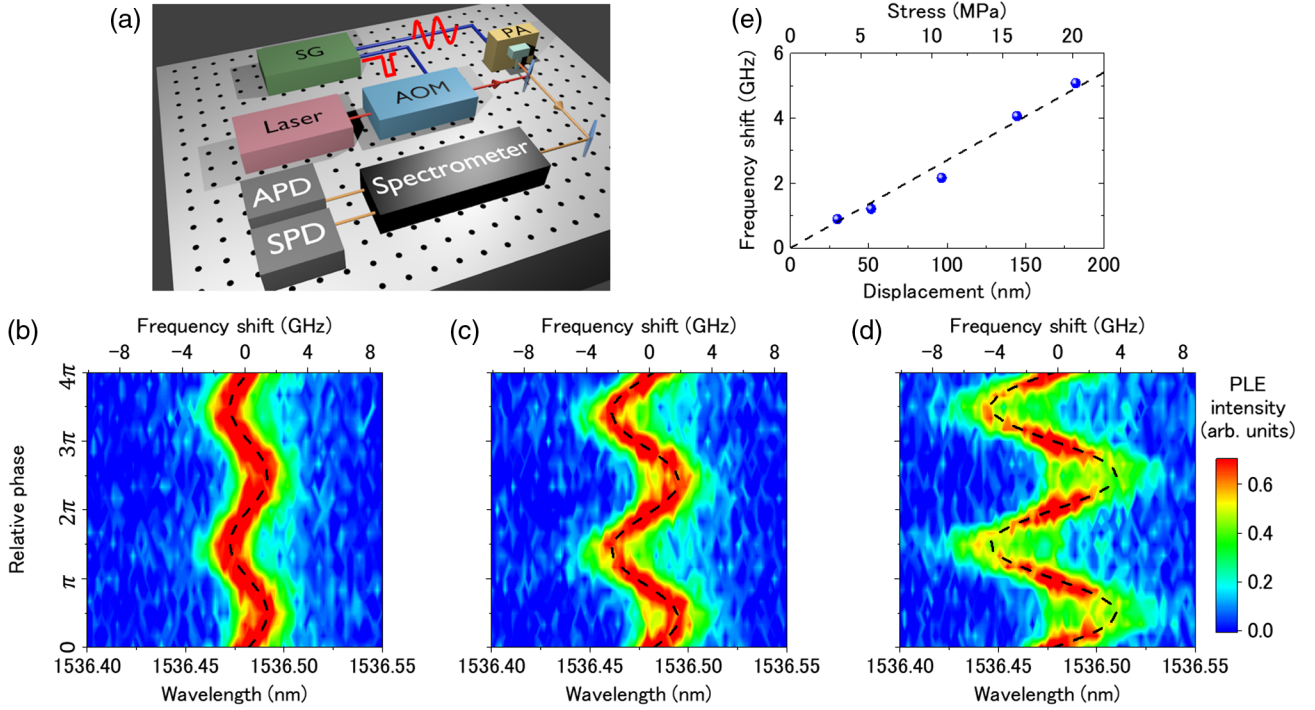 (a)
SG
PA
AOM
Laser
Spectrometer
APD
SPD
(e)
Stress (MPa)
0 4 8 12 16 20
Frequency shift (GHz)
6
4
2
0
0 50 100 150 200
Displacement (nm)
(b)
Frequency shift (GHz)
−8 −4 0 4 8
Relative phase
4π
3π
2π
π
0
1536.40 1536.45 1536.50 1536.55
Wavelength (nm)
(c)
Frequency shift (GHz)
−8 −4 0 4 8
1536.40 1536.45 1536.50 1536.55
Wavelength (nm)
(d)
Frequency shift (GHz)
−8 −4 0 4 8
1536.40 1536.45 1536.50 1536.55
Wavelength (nm)
PLE
intensity
(arb. units)
0.6
0.4
0.2
0.0